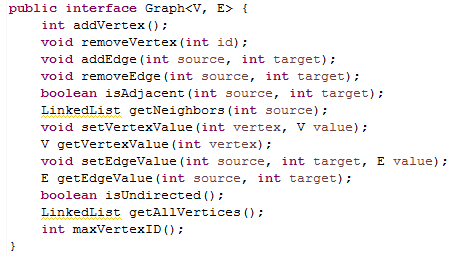 public interface Graph<V, E> {
    int addVertex();
    void removeVertex(int id);
    void addEdge(int source, int target);
    void removeEdge(int source, int target);
    boolean isAdjacent(int source, int target);
    LinkedList getNeighbors(int source);
    void setVertexValue(int vertex, V value);
    V getVertexValue(int vertex);
    void setEdgeValue(int source, int target, E value);
    E getEdgeValue(int source, int target);
    boolean isUndirected();
    LinkedList getAllVertices();
    int maxVertexID();
}